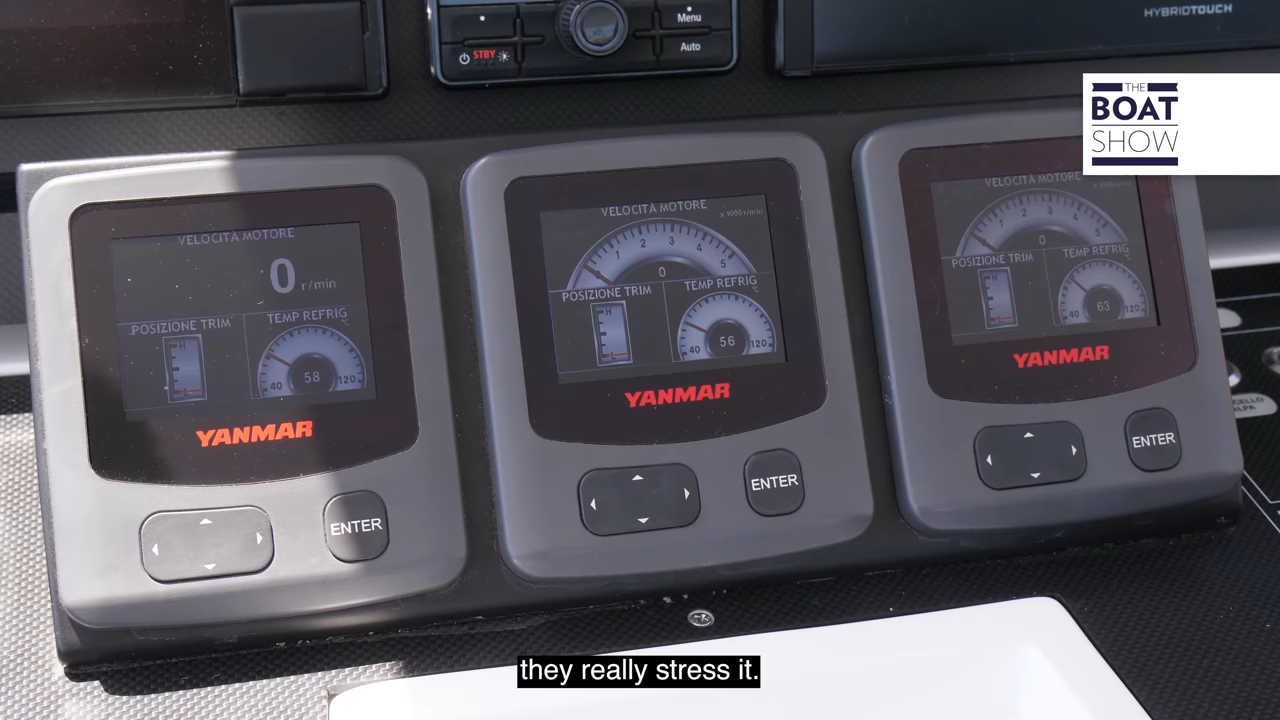 HYBRIDTOUCH
Menu
STBY
Auto
THE
BOAT
SHOW
VELOCITÀ MOTORE
0 r/min
POSIZIONE TRIM
TEMP REFRIG
°C
H
40 58 120
YANMAR
ENTER
VELOCITÀ MOTORE
x 1000 r/min
1 2 3 4 5
0
POSIZIONE TRIM
TEMP REFRIG
°C
H
40 56 120
YANMAR
ENTER
VELOCITÀ MOTORE
x 1000 r/min
1 2 3 4 5
0
POSIZIONE TRIM
TEMP REFRIG
°C
H
40 63 120
YANMAR
ENTER
they really stress it.